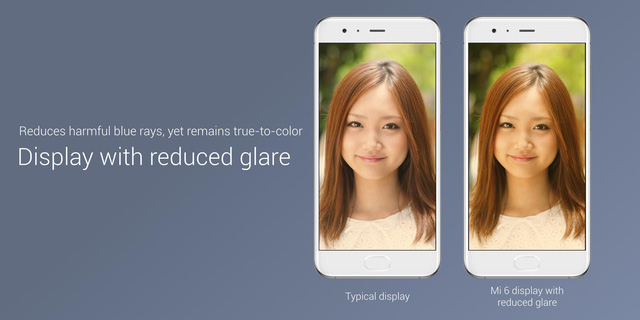 Reduces harmful blue rays, yet remains true-to-color
Display with reduced glare
Typical display
Mi 6 display with
reduced glare